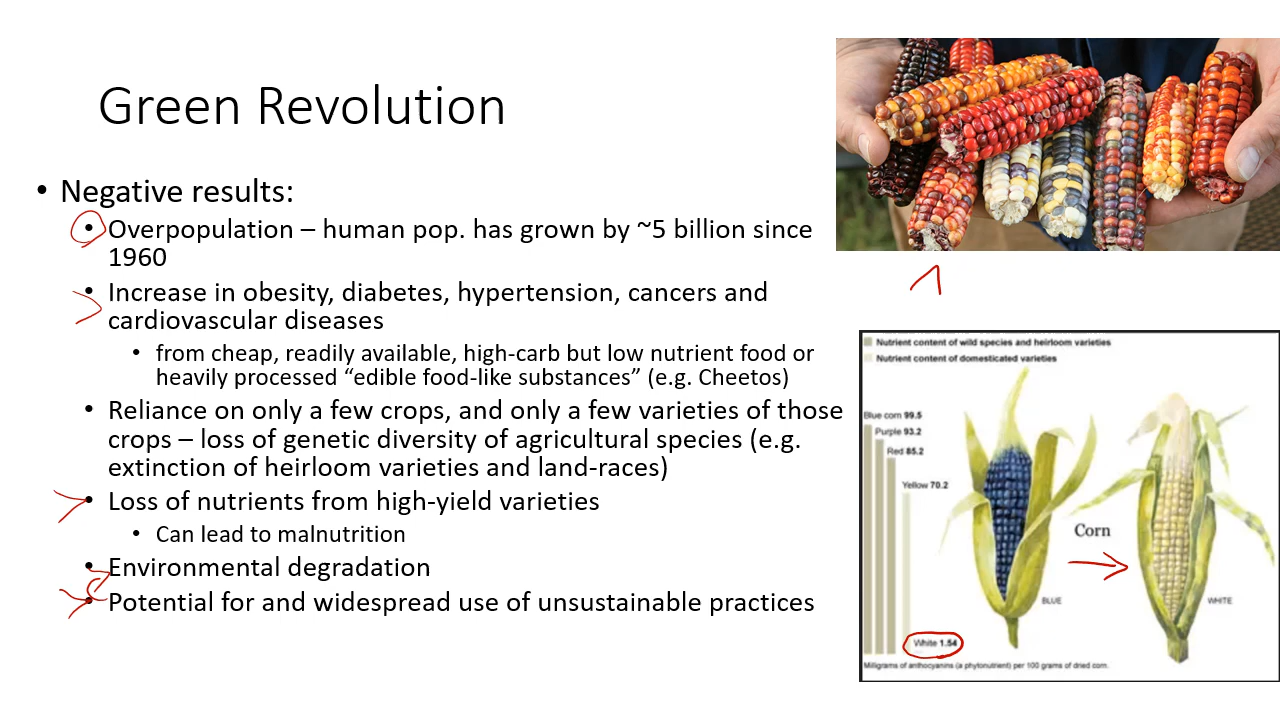 Green Revolution
• Negative results:
• Overpopulation – human pop. has grown by ~5 billion since
1960
• Increase in obesity, diabetes, hypertension, cancers and
cardiovascular diseases
• from cheap, readily available, high-carb but low nutrient food or
heavily processed “edible food-like substances” (e.g. Cheetos)
• Reliance on only a few crops, and only a few varieties of those
crops – loss of genetic diversity of agricultural species (e.g.
extinction of heirloom varieties and land-races)
• Loss of nutrients from high-yield varieties
• Can lead to malnutrition
• Environmental degradation
• Potential for and widespread use of unsustainable practices
Nutrient content of wild species and heirloom varieties
Nutrient content of domesticated varieties
Blue corn 99.5
Purple 93.2
Red 85.2
Yellow 70.2
Corn
BLUE
WHITE
White 1.54
Milligrams of anthocyanins (a phytonutrient) per 100 grams of dried corn.